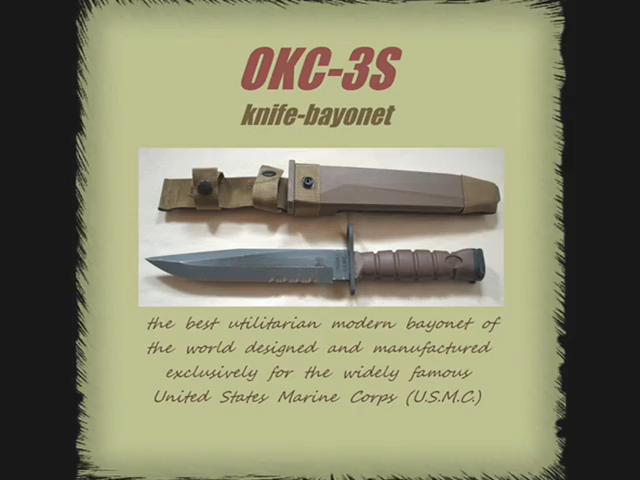 OKC-3S
knife-bayonet
the best utilitarian modern bayonet of
the world designed and manufactured
exclusively for the widely famous
United States Marine Corps (U.S.M.C.)